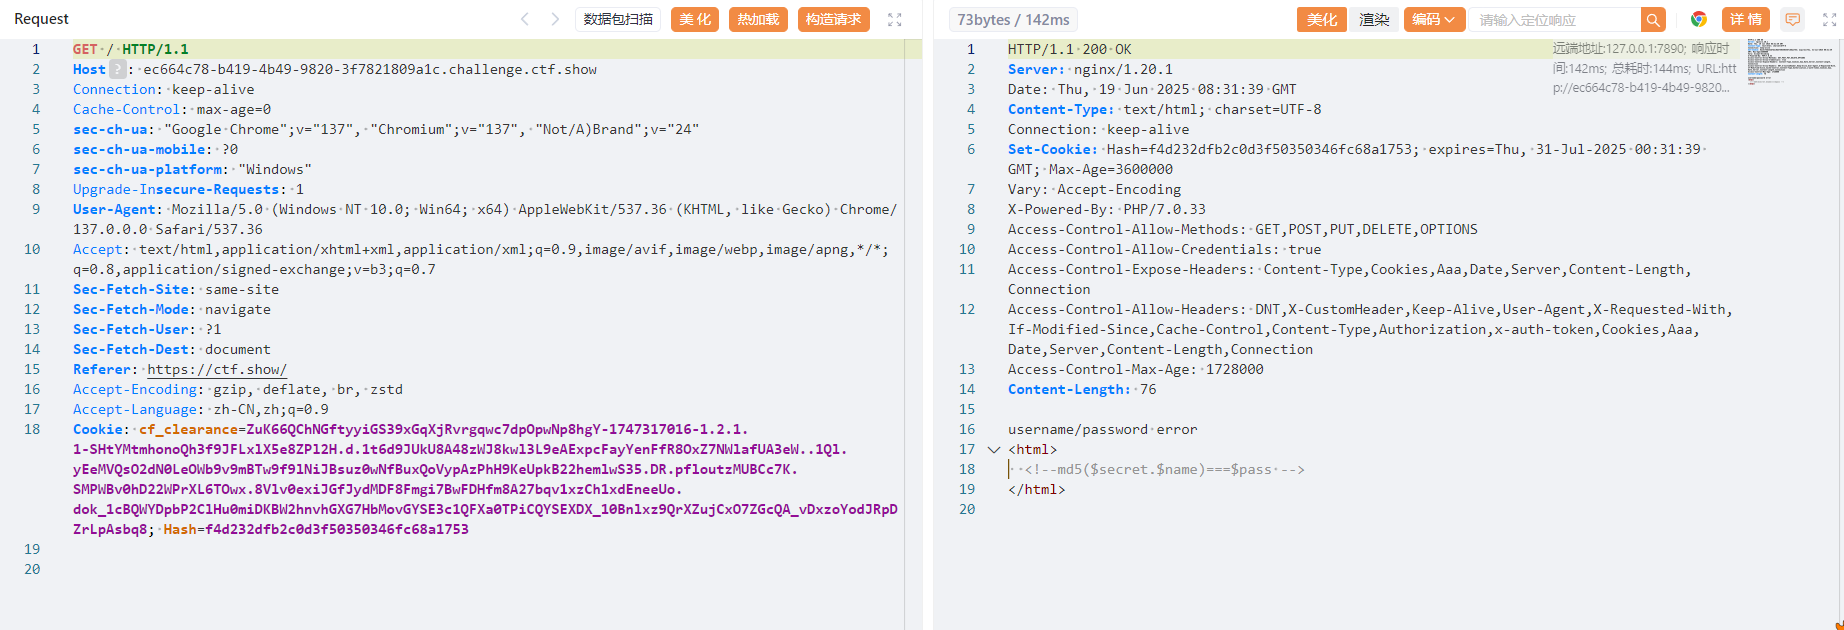 Request
数据包扫描
美化
热加载
构造请求
1 GET / HTTP/1.1
2 Host ? : ec664c78-b419-4b49-9820-3f7821809a1c.challenge.ctf.show
3 Connection: keep-alive
4 Cache-Control: max-age=0
5 sec-ch-ua: "Google Chrome";v="137", "Chromium";v="137", "Not/A)Brand";v="24"
6 sec-ch-ua-mobile: ?0
7 sec-ch-ua-platform: "Windows"
8 Upgrade-Insecure-Requests: 1
9 User-Agent: Mozilla/5.0 (Windows NT 10.0; Win64; x64) AppleWebKit/537.36 (KHTML, like Gecko) Chrome/
137.0.0.0 Safari/537.36
10 Accept: text/html,application/xhtml+xml,application/xml;q=0.9,image/avif,image/webp,image/apng,*/*;
q=0.8,application/signed-exchange;v=b3;q=0.7
11 Sec-Fetch-Site: same-site
12 Sec-Fetch-Mode: navigate
13 Sec-Fetch-User: ?1
14 Sec-Fetch-Dest: document
15 Referer: https://ctf.show/
16 Accept-Encoding: gzip, deflate, br, zstd
17 Accept-Language: zh-CN,zh;q=0.9
18 Cookie: cf_clearance=ZuK66QChNGftyyiGS39xGqXjRvrgqwc7dpOpwNp8hgY-1747317016-1.2.1.
1-SHtYMtmhonoQh3f9JFLxlX5e8ZPl2H.d.1t6d9JUkU8A48zWJ8kwl3L9eAExpcFayYenFfR8OxZ7NWlafUA3eW..1Ql.
yEeMVQsO2dN0LeOWb9v9mBTw9f9lNiJBsuz0wNfBuxQoVypAzPhH9KeUpkB22hemlwS35.DR.pfloutzMUBCc7K.
SMPWBv0hD22WPrXL6TOwx.8Vlv0exiJGfJydMDF8Fmgi7BwFDHfm8A27bqv1xzCh1xdEneeUo.
dok_1cBQWYDpbP2ClHu0miDKBW2hnvhGXG7HbMovGYSE3c1QFXa0TPiCQYSEXDX_10Bnlxz9QrXZujCxO7ZGcQA_vDxzoYodJRpD
ZrLpAsbq8; Hash=f4d232dfb2c0d3f50350346fc68a1753
19
20
73bytes / 142ms
美化
渲染
编码
请输入定位响应
详情
远端地址:127.0.0.1:7890; 响应时
间:142ms; 总耗时:144ms; URL:htt
p://ec664c78-b419-4b49-9820...
1 HTTP/1.1 200 OK
2 Server: nginx/1.20.1
3 Date: Thu, 19 Jun 2025 08:31:39 GMT
4 Content-Type: text/html; charset=UTF-8
5 Connection: keep-alive
6 Set-Cookie: Hash=f4d232dfb2c0d3f50350346fc68a1753; expires=Thu, 31-Jul-2025 00:31:39
GMT; Max-Age=3600000
7 Vary: Accept-Encoding
8 X-Powered-By: PHP/7.0.33
9 Access-Control-Allow-Methods: GET,POST,PUT,DELETE,OPTIONS
10 Access-Control-Allow-Credentials: true
11 Access-Control-Expose-Headers: Content-Type,Cookies,Aaa,Date,Server,Content-Length,
Connection
12 Access-Control-Allow-Headers: DNT,X-CustomHeader,Keep-Alive,User-Agent,X-Requested-With,
If-Modified-Since,Cache-Control,Content-Type,Authorization,x-auth-token,Cookies,Aaa,
Date,Server,Content-Length,Connection
13 Access-Control-Max-Age: 1728000
14 Content-Length: 76
15
16 username/password error
17 <html>
18 <!--md5($secret.$name)===$pass -->
19 </html>
20